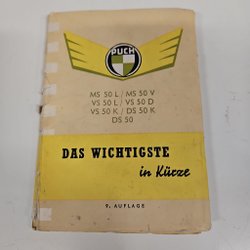 PUCH
MS 50 L / MS 50 V
VS 50 L / VS 50 D
VS 50 K / DS 50 K
DS 50
DAS WICHTIGSTE
in Kürze
9. AUFLAGE